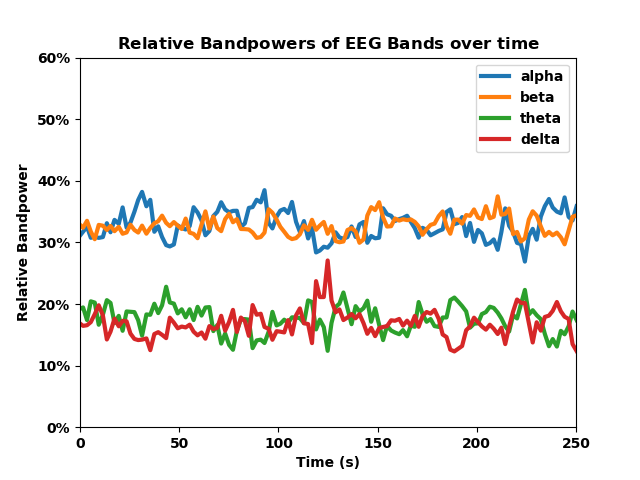 Relative Bandpowers of EEG Bands over time
60%
50%
40%
30%
20%
10%
0%
Relative Bandpower
alpha
beta
theta
delta
0 50 100 150 200 250
Time (s)